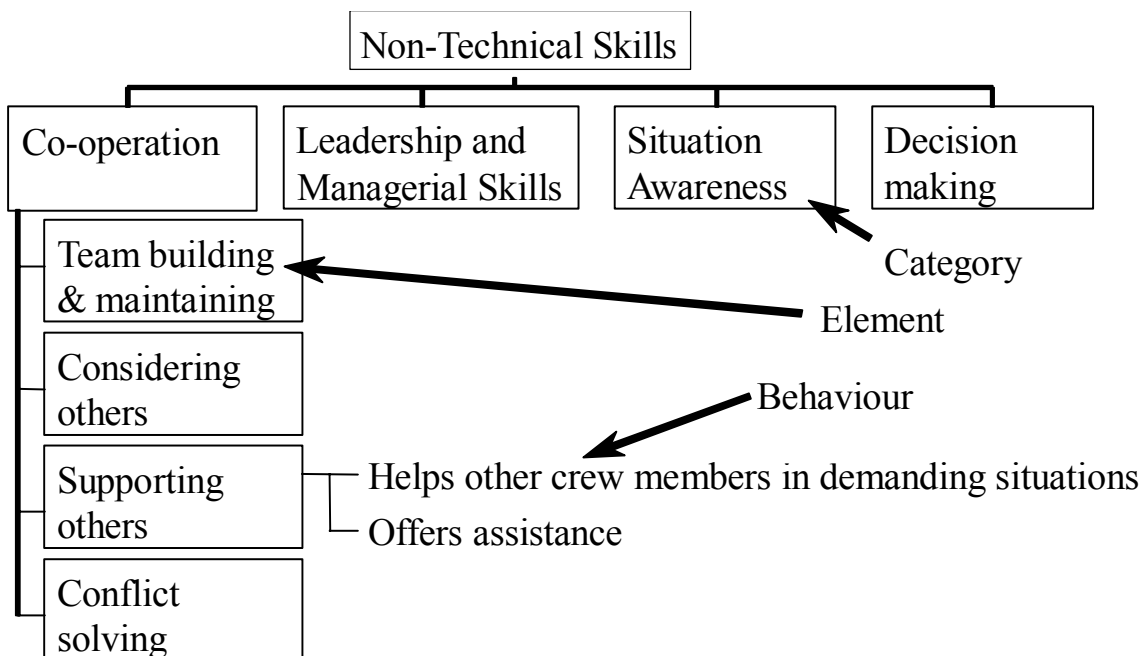 Non-Technical Skills
Co-operation
Leadership and
Managerial Skills
Situation
Awareness
Decision
making
Category
Team building
& maintaining
Element
Considering
others
Behaviour
Supporting
others
Helps other crew members in demanding situations
Offers assistance
Conflict
solving